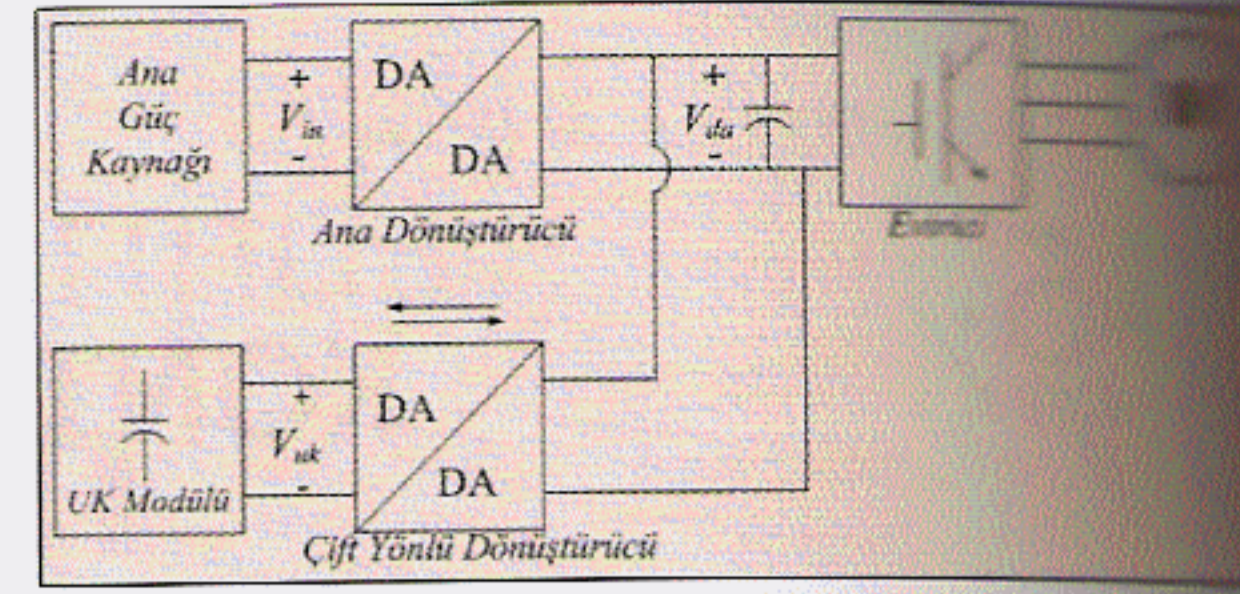 Ana
Güç
Kaynağı
+
V_in
-
DA
DA
Ana Dönüştürücü
+
V_da
-
UK Modülü
+
V_uk
-
DA
DA
Çift Yönlü Dönüştürücü